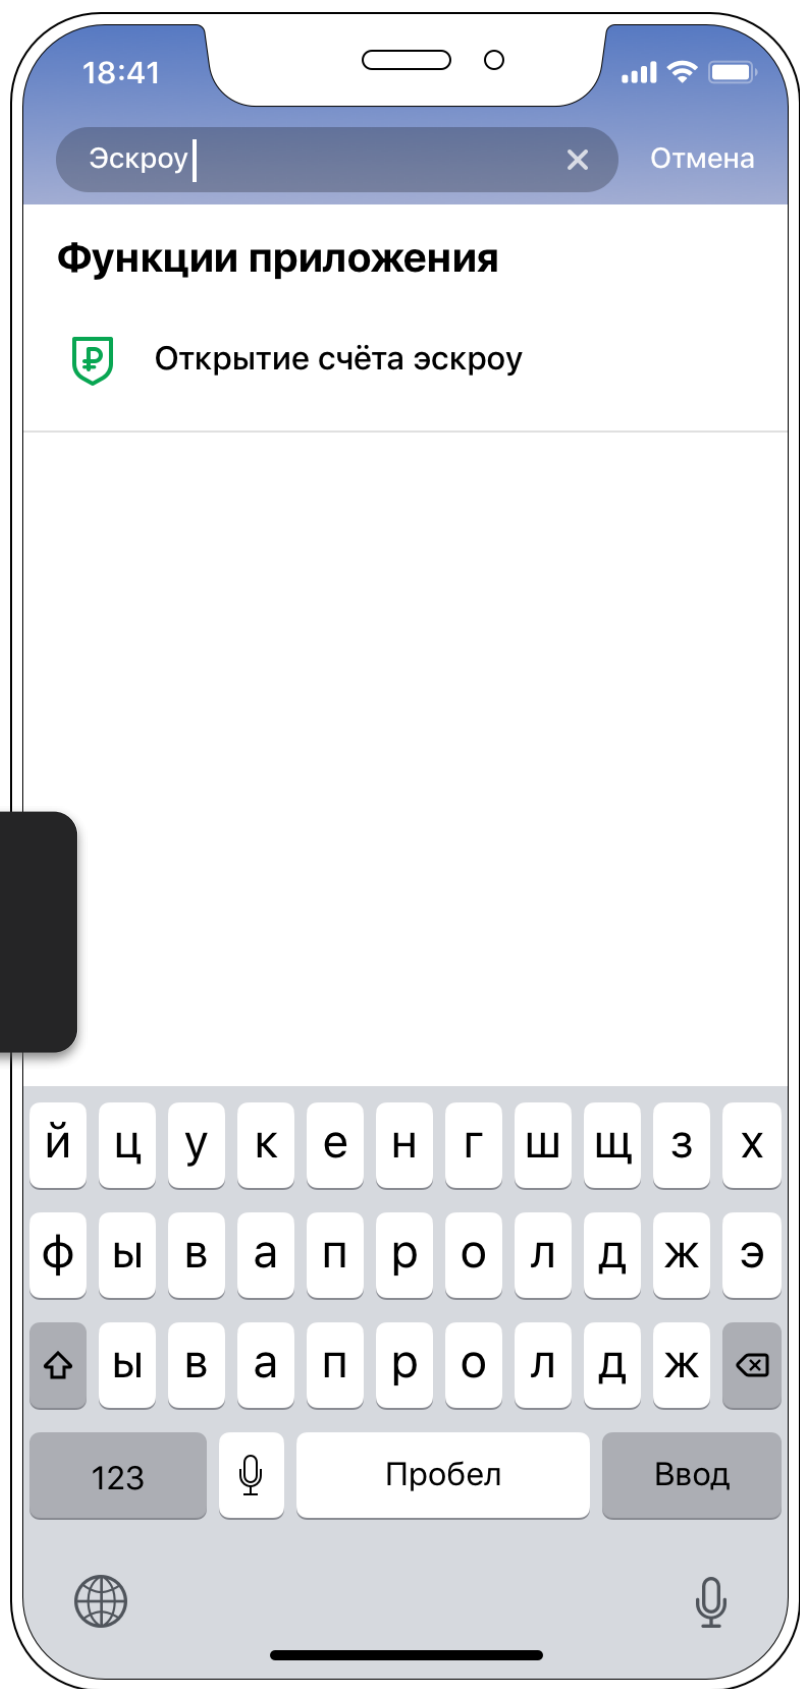 18:41
Эскроу
Отмена
Функции приложения
Открытие счёта эскроу
й ц у к е н г ш щ з х
ф ы в а п р о л д ж э
ы в а п р о л д ж
123 Пробел Ввод